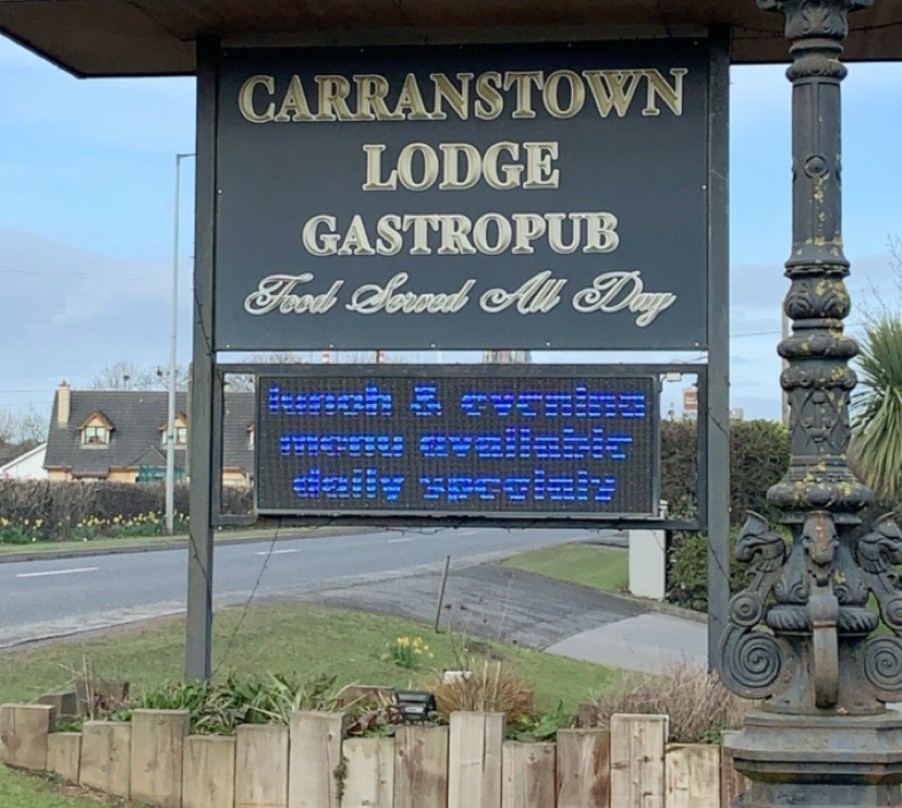 CARRANSTOWN
LODGE
GASTROPUB
Food Served All Day
lunch & evening
menu available
daily specials